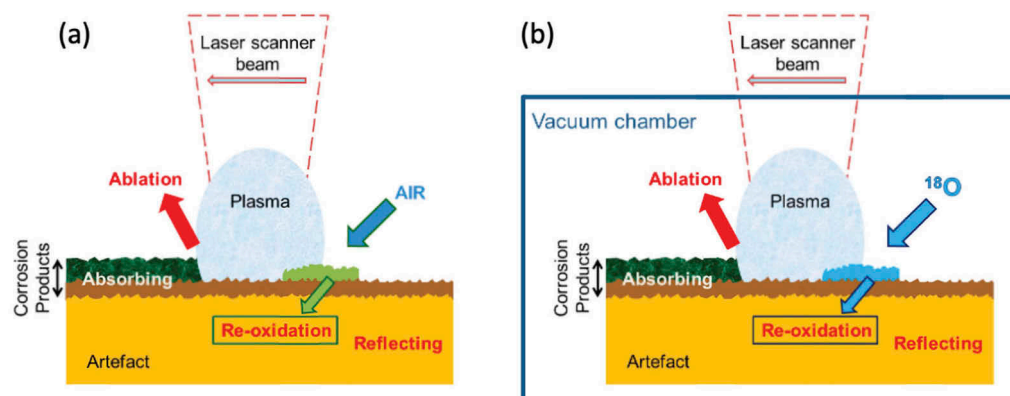 (a)
Laser scanner
beam
Ablation
Plasma
AIR
Corrosion
Products
Absorbing
Re-oxidation
Reflecting
Artefact
(b)
Laser scanner
beam
Vacuum chamber
Ablation
Plasma
18O
Corrosion
Products
Absorbing
Re-oxidation
Reflecting
Artefact